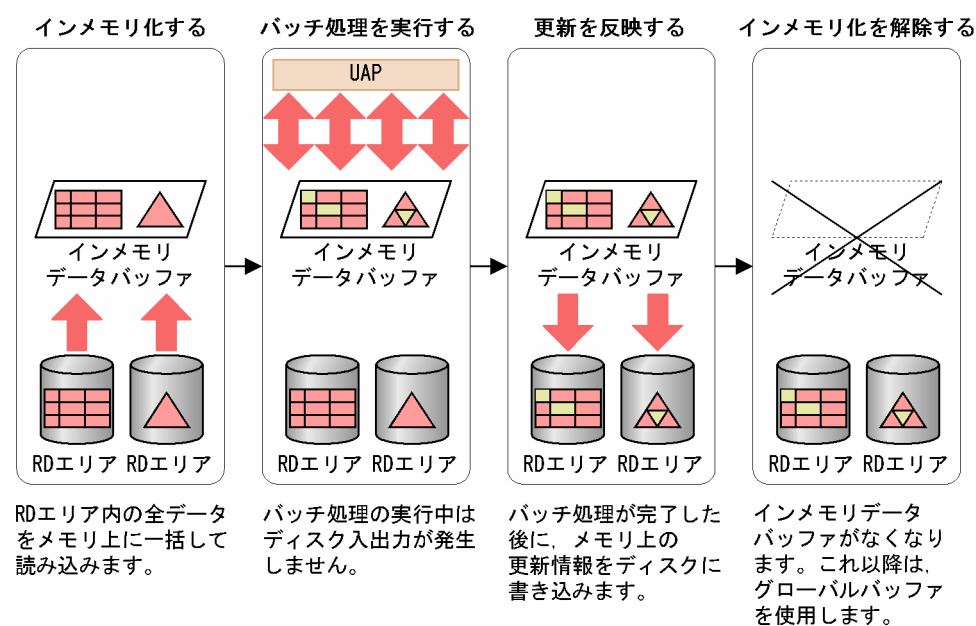 インメモリ化する
バッチ処理を実行する
更新を反映する
インメモリ化を解除する
UAP
インメモリ
データバッファ
インメモリ
データバッファ
インメモリ
データバッファ
インメモリ
データバッファ
RDエリア RDエリア
RDエリア RDエリア
RDエリア RDエリア
RDエリア RDエリア
RDエリア内の全データ
をメモリ上に一括して
読み込みます。
バッチ処理の実行中は
ディスク入出力が発生
しません。
バッチ処理が完了した
後に，メモリ上の
更新情報をディスクに
書き込みます。
インメモリデータ
バッファがなくなり
ます。これ以降は，
グローバルバッファ
を使用します。